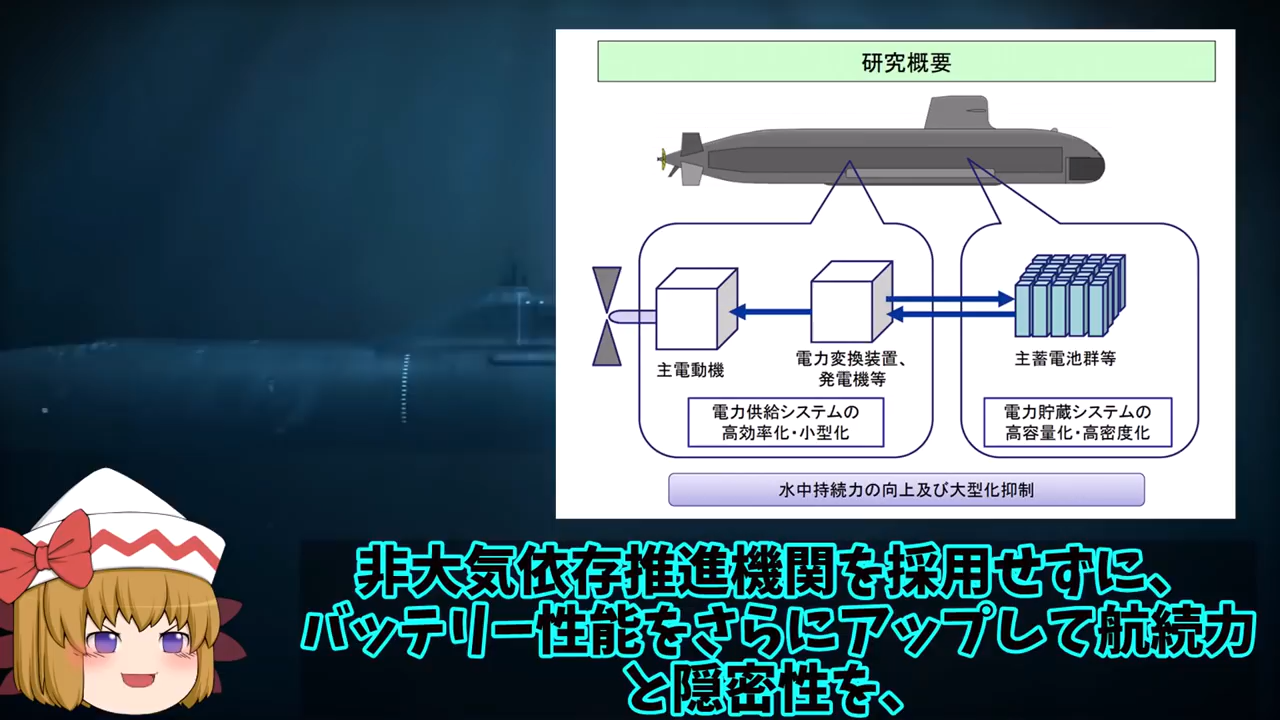 研究概要
主電動機
電力変換装置、
発電機等
主蓄電池群等
電力供給システムの
高効率化・小型化
電力貯蔵システムの
高容量化・高密度化
水中持続力の向上及び大型化抑制
非大気依存推進機関を採用せずに、
バッテリー性能をさらにアップして航続力
と隠密性を、